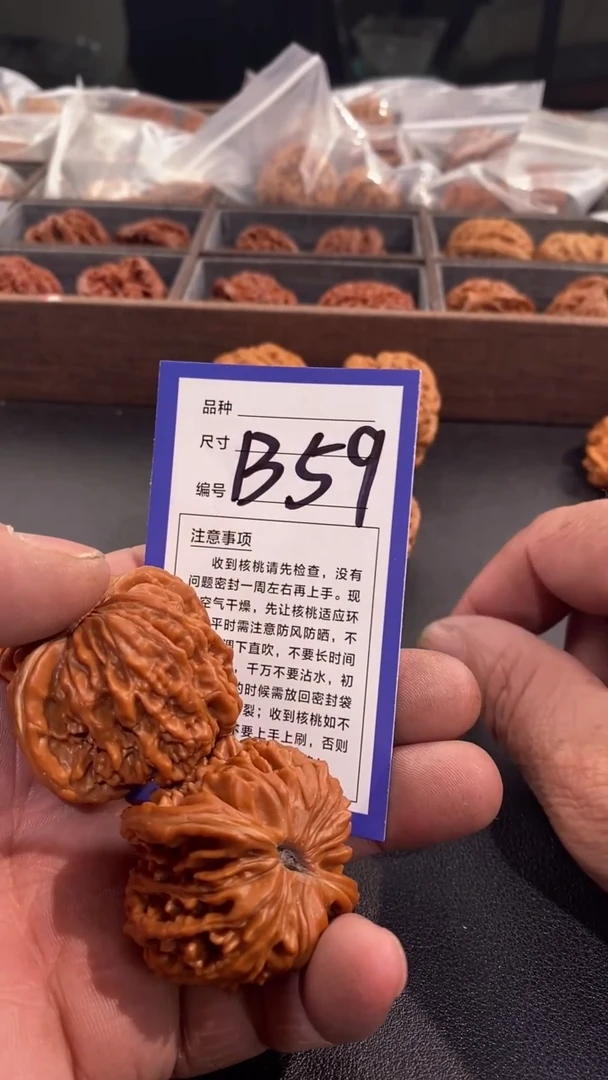 品种
尺寸
编号 B59
注意事项
收到核桃请先检查，没有
问题密封一周左右再上手。现
空气干燥，先让核桃适应环
平时需注意防风防晒，不
调下直吹，不要长时间
，千万不要沾水，初
的时候需放回密封袋
裂；收到核桃如不
要上手上刷，否则